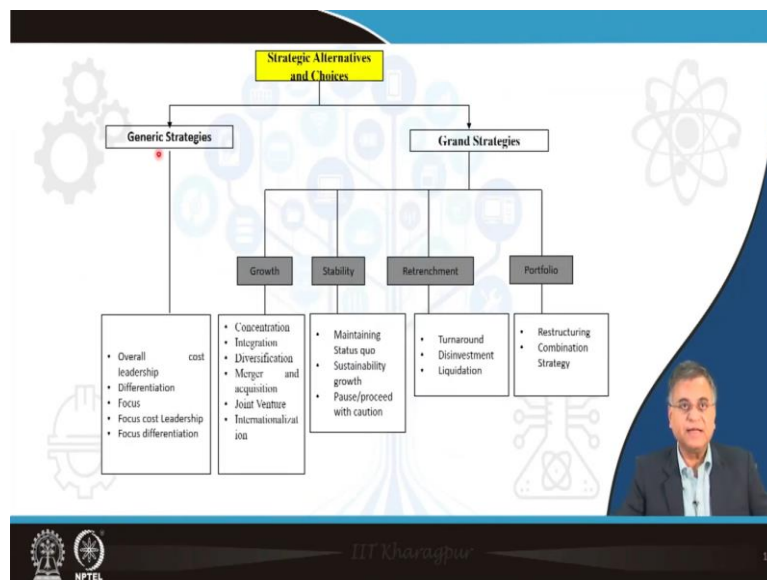 Strategic Alternatives
and Choices
Generic Strategies
Grand Strategies
Growth
Stability
Retrenchment
Portfolio
• Overall cost
leadership
• Differentiation
• Focus
• Focus cost Leadership
• Focus differentiation
• Concentration
• Integration
• Diversification
• Merger and
acquisition
• Joint Venture
• Internationalizat
ion
• Maintaining
Status quo
• Sustainability
growth
• Pause/proceed
with caution
• Turnaround
• Disinvestment
• Liquidation
• Restructuring
• Combination
Strategy
IIT Kharagpur
NPTEL
1